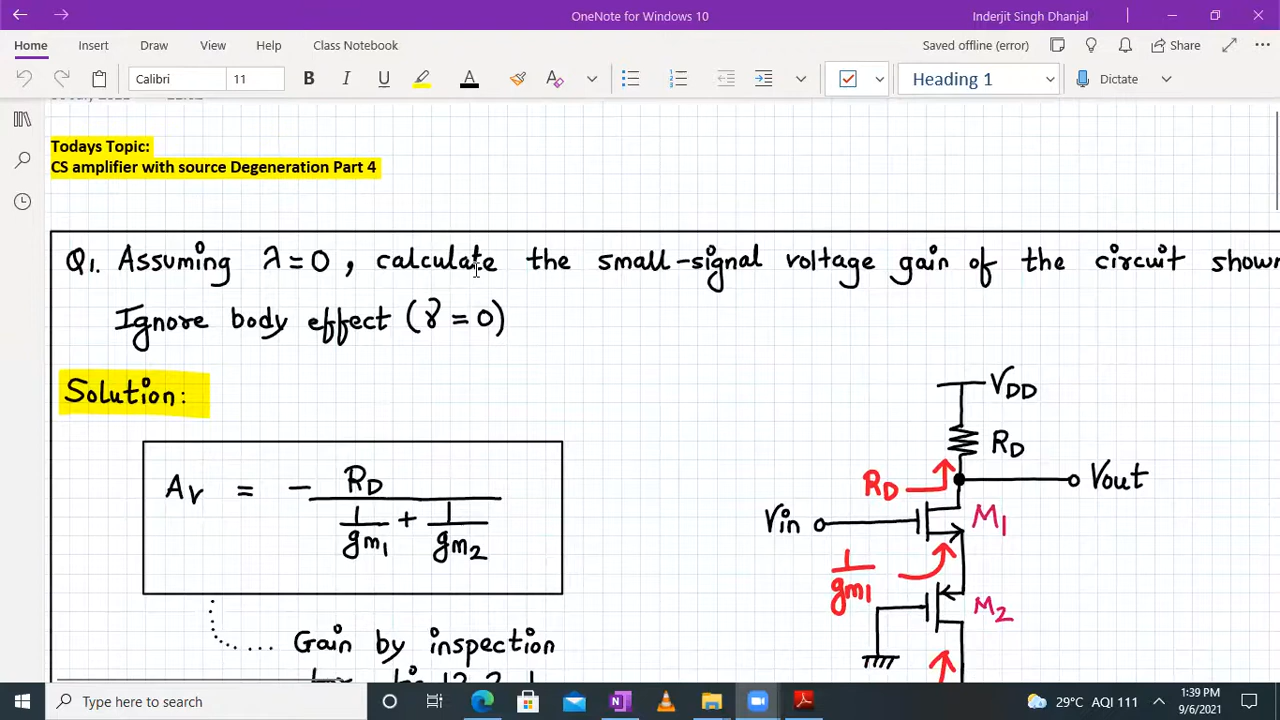 OneNote for Windows 10
Inderjit Singh Dhanjal
Home Insert Draw View Help Class Notebook
Saved offline (error)
Share
Calibri 11 B I U A A
Heading 1
Dictate
Todays Topic:
CS amplifier with source Degeneration Part 4
Q1. Assuming λ=0, calculate the small-signal voltage gain of the circuit shown
Ignore body effect (γ=0)
Solution:
Av = - RD
1/gm1 + 1/gm2
Gain by inspection
VDD
RD
RD
Vout
Vin
M1
1/gm1
M2
Type here to search
29°C AQI 111
1:39 PM
9/6/2021